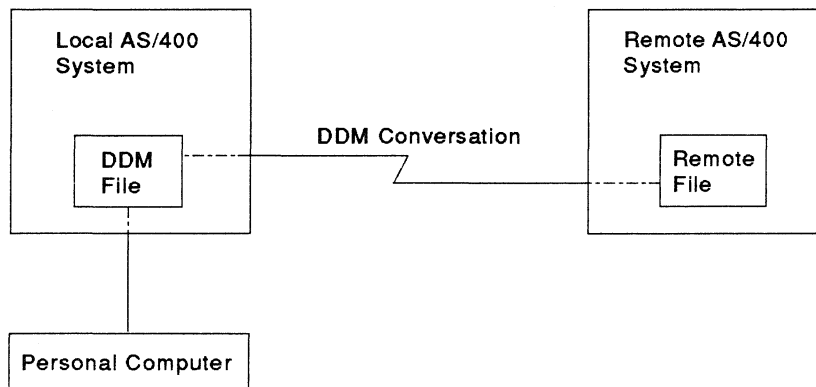 Local AS/400
System
Remote AS/400
System
DDM Conversation
DDM
File
Remote
File
Personal Computer